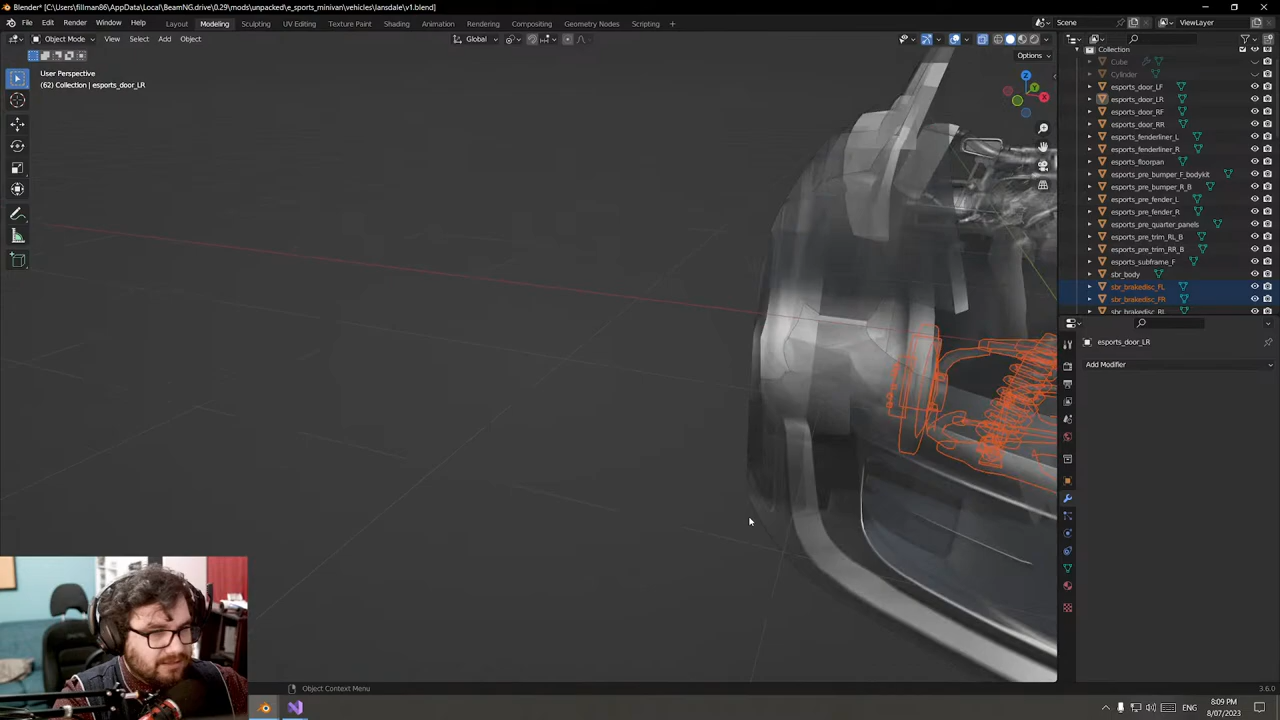 Blender* [C:\Users\fillman86\AppData\Local\BeamNG.drive\0.29\mods\unpacked\e_sports_minivan\vehicles\lansdale\v1.blend]
File Edit Render Window Help
Layout Modeling Sculpting UV Editing Texture Paint Shading Animation Rendering Compositing Geometry Nodes Scripting +
Scene
ViewLayer
Object Mode View Select Add Object
Global
Options
User Perspective
(62) Collection | esports_door_LR
Z
Y
X
Collection
Cube
Cylinder
esports_door_LF
esports_door_LR
esports_door_RF
esports_door_RR
esports_fenderliner_L
esports_fenderliner_R
esports_floorpan
esports_pre_bumper_F_bodykit
esports_pre_bumper_R_B
esports_pre_fender_L
esports_pre_fender_R
esports_pre_quarter_panels
esports_pre_trim_RL_B
esports_pre_trim_RR_B
esports_subframe_F
sbr_body
sbr_brakedisc_FL
sbr_brakedisc_FR
sbr_brakedisc_RL
esports_door_LR
Add Modifier
Object Context Menu
3.6.0
ENG
8:09 PM
8/07/2023